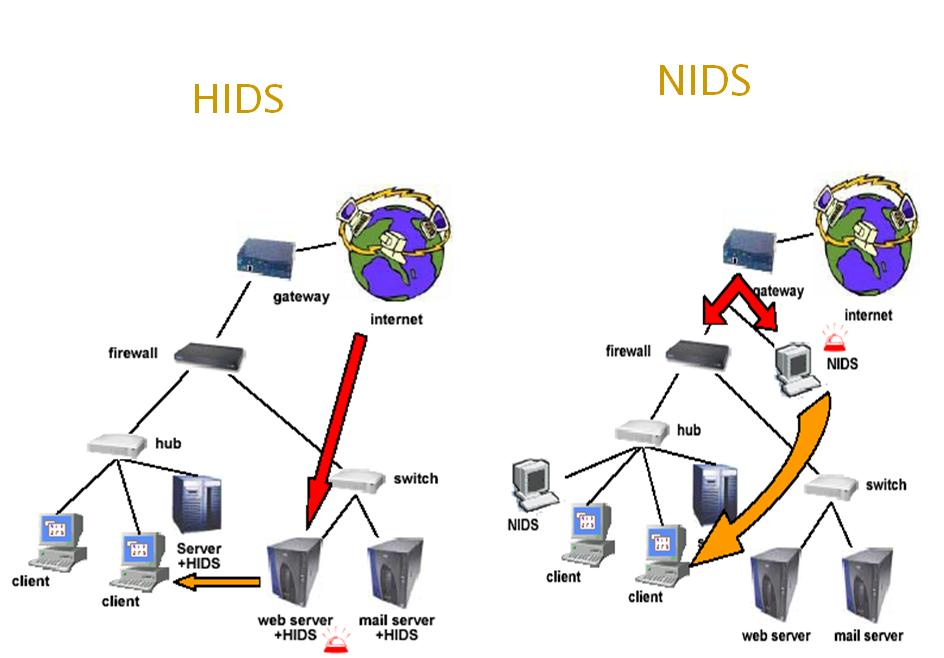 HIDS
gateway
internet
firewall
hub
switch
Server
+HIDS
client
client
web server
+HIDS
mail server
+HIDS
NIDS
gateway
internet
firewall
NIDS
hub
switch
NIDS
client
client
web server
mail server